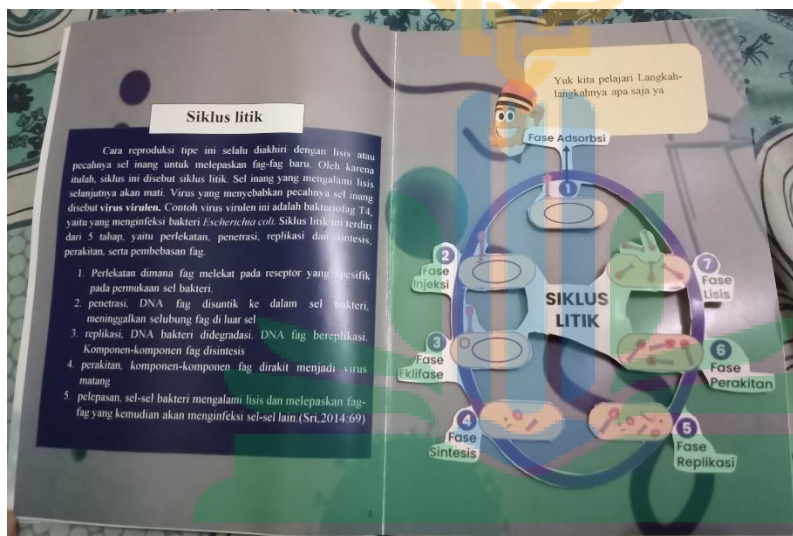 Siklus litik
Cara reproduksi tipe ini selalu diakhiri dengan lisis atau
pecahnya sel inang untuk melepaskan fag-fag baru. Oleh karena
itulah, siklus ini disebut siklus litik. Sel inang yang mengalami lisis
selanjutnya akan mati. Virus yang menyebabkan pecahnya sel inang
disebut virus virulen. Contoh virus virulen ini adalah bakteriofag T4,
yaitu yang menginfeksi bakteri Escherichia coli. Siklus litik ini terdiri
dari 5 tahap, yaitu perlekatan, penetrasi, replikasi dan sintesis,
perakitan, serta pembebasan fag.
1. Perlekatan dimana fag melekat pada reseptor yang spesifik
pada permukaan sel bakteri.
2. penetrasi, DNA fag disuntik ke dalam sel bakteri,
meninggalkan selubung fag di luar sel
3. replikasi, DNA bakteri didegradasi. DNA fag bereplikasi.
Komponen-komponen fag disintesis
4. perakitan, komponen-komponen fag dirakit menjadi virus
matang
5. pelepasan, sel-sel bakteri mengalami lisis dan melepaskan fag-
fag yang kemudian akan menginfeksi sel-sel lain.(Sri,2014:69)
Yuk kita pelajari Langkah-
langkahnya apa saja ya
Fase Adsorbsi
1
2
Fase
Injeksi
3
Fase
Eklifase
4
Fase
Sintesis
5
Fase
Replikasi
6
Fase
Perakitan
7
Fase
Lisis
SIKLUS
LITIK